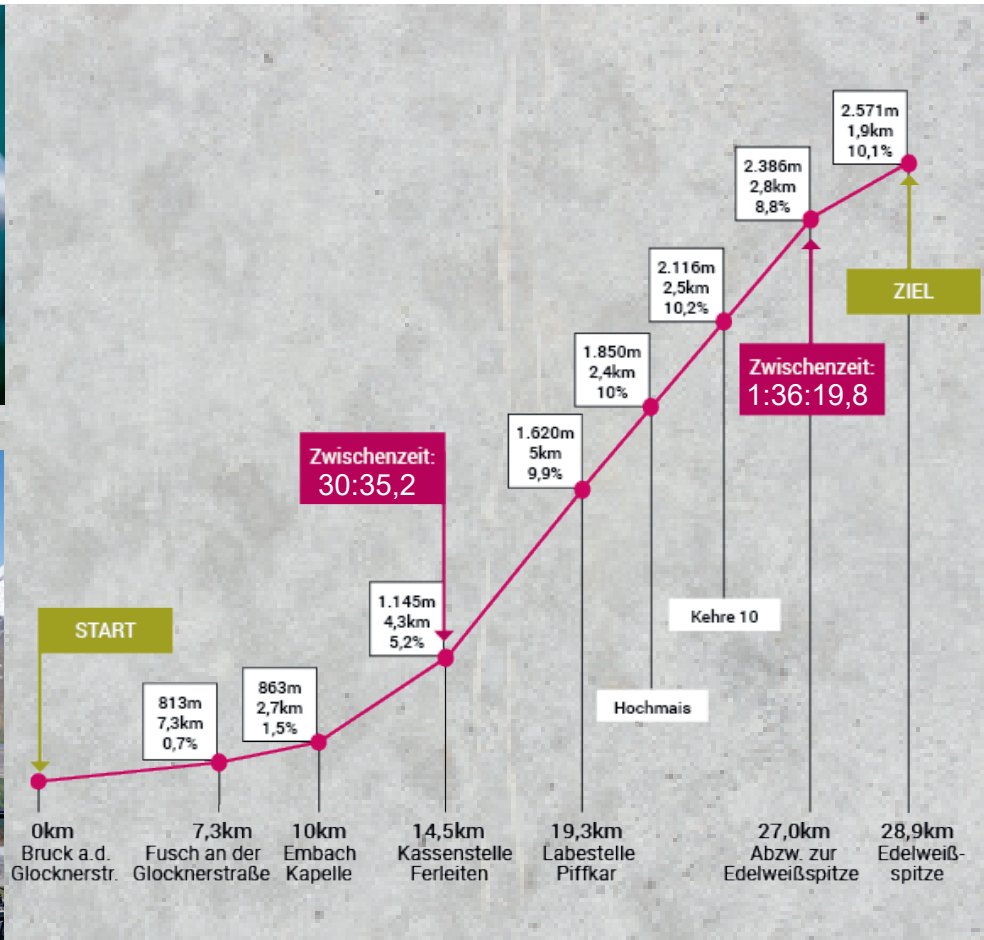 START
813m
7,3km
0,7%
863m
2,7km
1,5%
1.145m
4,3km
5,2%
Zwischenzeit:
30:35,2
1.620m
5km
9,9%
1.850m
2,4km
10%
2.116m
2,5km
10,2%
2.386m
2,8km
8,8%
2.571m
1,9km
10,1%
ZIEL
Zwischenzeit:
1:36:19,8
Kehre 10
Hochmais
0km
Bruck a.d.
Glocknerstr.
7,3km
Fusch an der
Glocknerstraße
10km
Embach
Kapelle
14,5km
Kassenstelle
Ferleiten
19,3km
Labestelle
Piffkar
27,0km
Abzw. zur
Edelweißspitze
28,9km
Edelweiß-
spitze